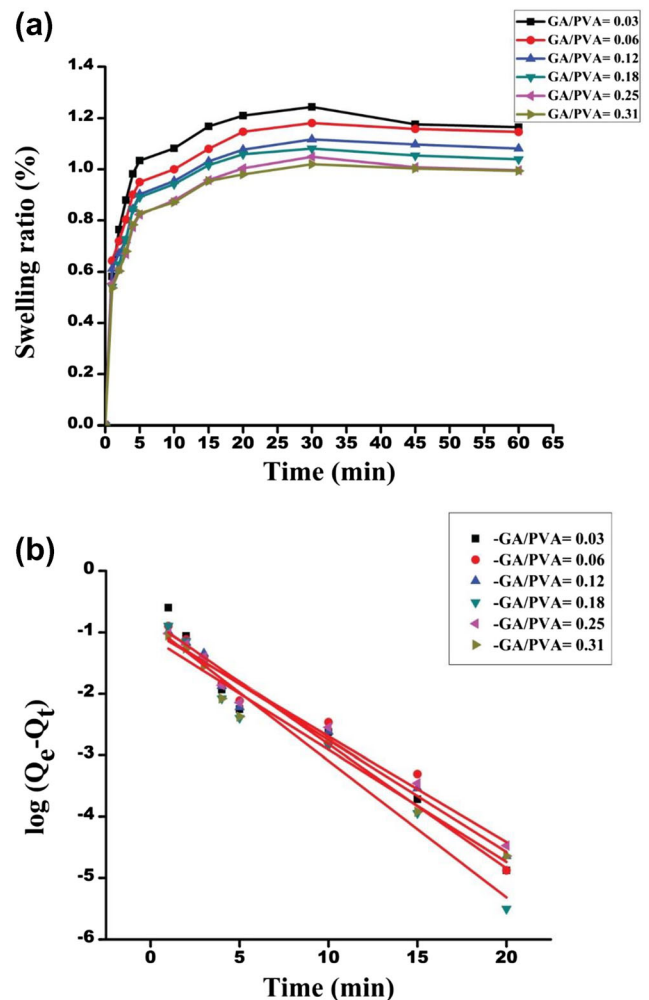 (a)
GA/PVA= 0.03
GA/PVA= 0.06
GA/PVA= 0.12
GA/PVA= 0.18
GA/PVA= 0.25
GA/PVA= 0.31
Swelling ratio (%)
1.4
1.2
1.0
0.8
0.6
0.4
0.2
0.0
0 5 10 15 20 25 30 35 40 45 50 55 60 65
Time (min)
(b)
-GA/PVA= 0.03
-GA/PVA= 0.06
-GA/PVA= 0.12
-GA/PVA= 0.18
-GA/PVA= 0.25
-GA/PVA= 0.31
log (Qe-Qt)
0
-1
-2
-3
-4
-5
-6
0 5 10 15 20
Time (min)